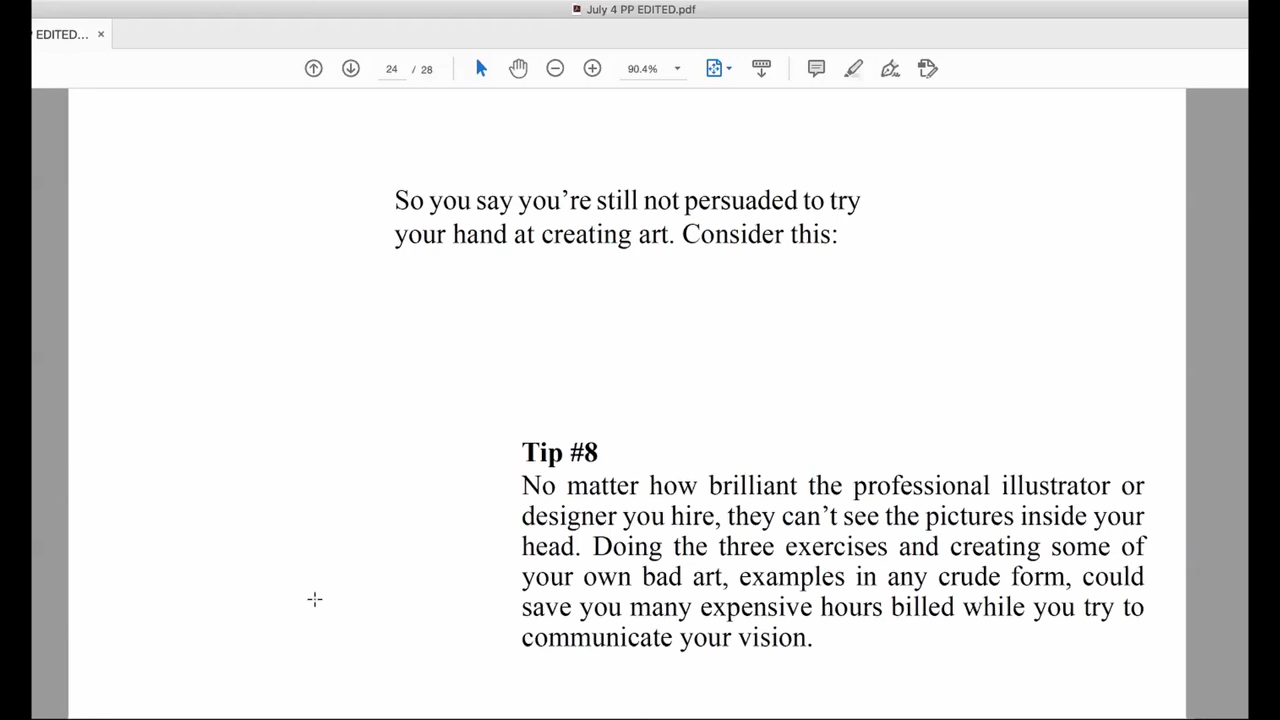 July 4 PP EDITED.pdf
P EDITED... ×
24 / 28
90.4%
So you say you’re still not persuaded to try
your hand at creating art. Consider this:
Tip #8
No matter how brilliant the professional illustrator or
designer you hire, they can’t see the pictures inside your
head. Doing the three exercises and creating some of
your own bad art, examples in any crude form, could
save you many expensive hours billed while you try to
communicate your vision.